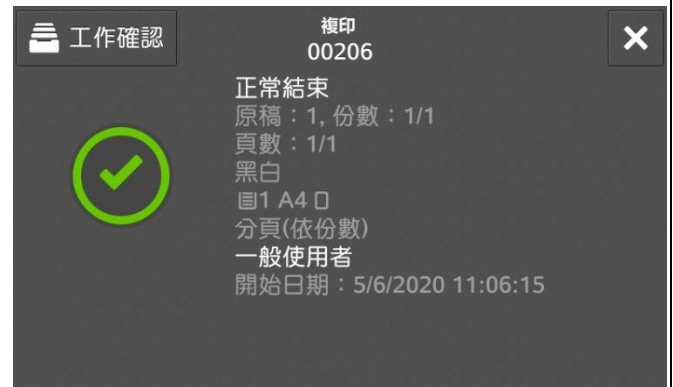 工作確認
複印
00206
正常結束
原稿：1, 份數：1/1
頁數：1/1
黑白
1 A4
分頁(依份數)
一般使用者
開始日期：5/6/2020 11:06:15